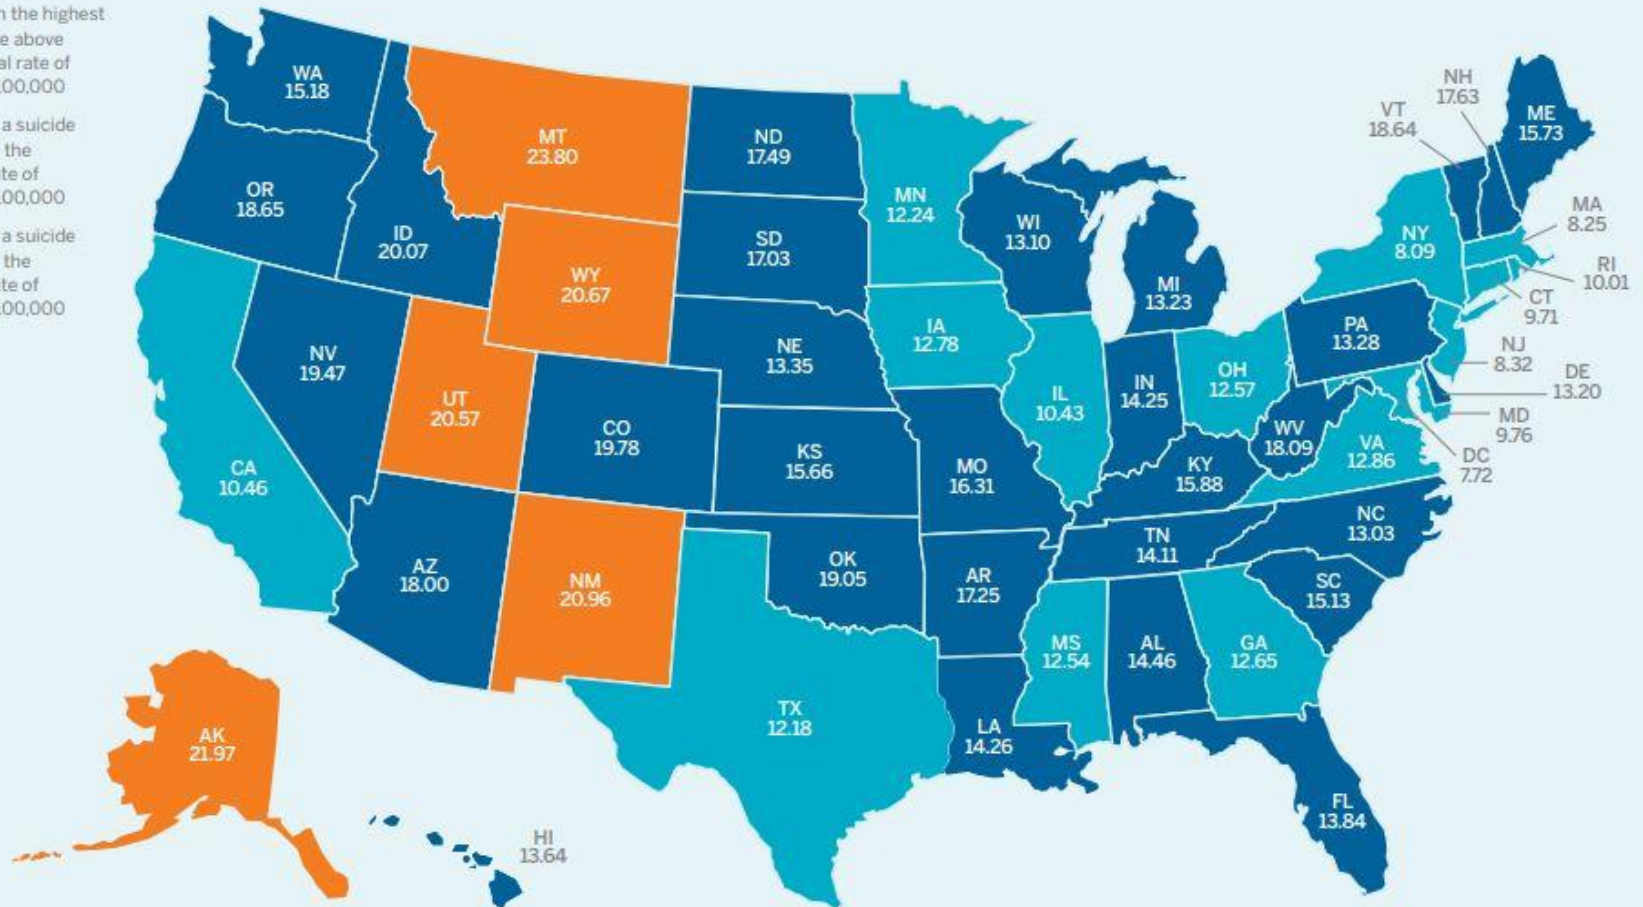 the highest
e above
al rate of
100,000
a suicide
the
te of
100,000
a suicide
the
te of
100,000
WA
15.18
OR
18.65
ID
20.07
MT
23.80
WY
20.67
ND
17.49
SD
17.03
NE
13.35
MN
12.24
IA
12.78
WI
13.10
MI
13.23
NV
19.47
UT
20.57
CO
19.78
KS
15.66
CA
10.46
AZ
18.00
NM
20.96
OK
19.05
TX
12.18
MO
16.31
AR
17.25
LA
14.26
IL
10.43
IN
14.25
OH
12.57
KY
15.88
TN
14.11
WV
18.09
VA
12.86
NC
13.03
SC
15.13
MS
12.54
AL
14.46
GA
12.65
FL
13.84
PA
13.28
NY
8.09
VT
18.64
NH
17.63
ME
15.73
MA
8.25
RI
10.01
CT
9.71
NJ
8.32
DE
13.20
MD
9.76
DC
7.72
AK
21.97
HI
13.64